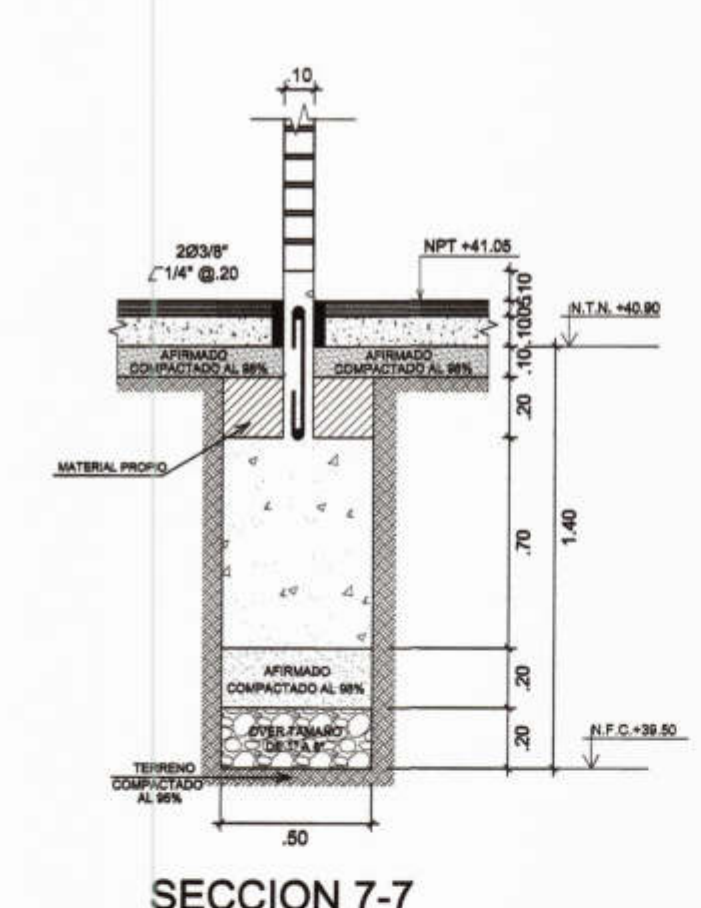 .10
2Ø3/8"
1/4" @.20
NPT +41.05
.10
.05
.10
N.T.N. +40.90
AFIRMADO
COMPACTADO AL 98%
AFIRMADO
COMPACTADO AL 98%
.10
.20
MATERIAL PROPIO
.70
1.40
AFIRMADO
COMPACTADO AL 98%
.20
OVER TAMAÑO
.20
N.F.C.+39.50
TERRENO
COMPACTADO
AL 95%
.50
SECCION 7-7